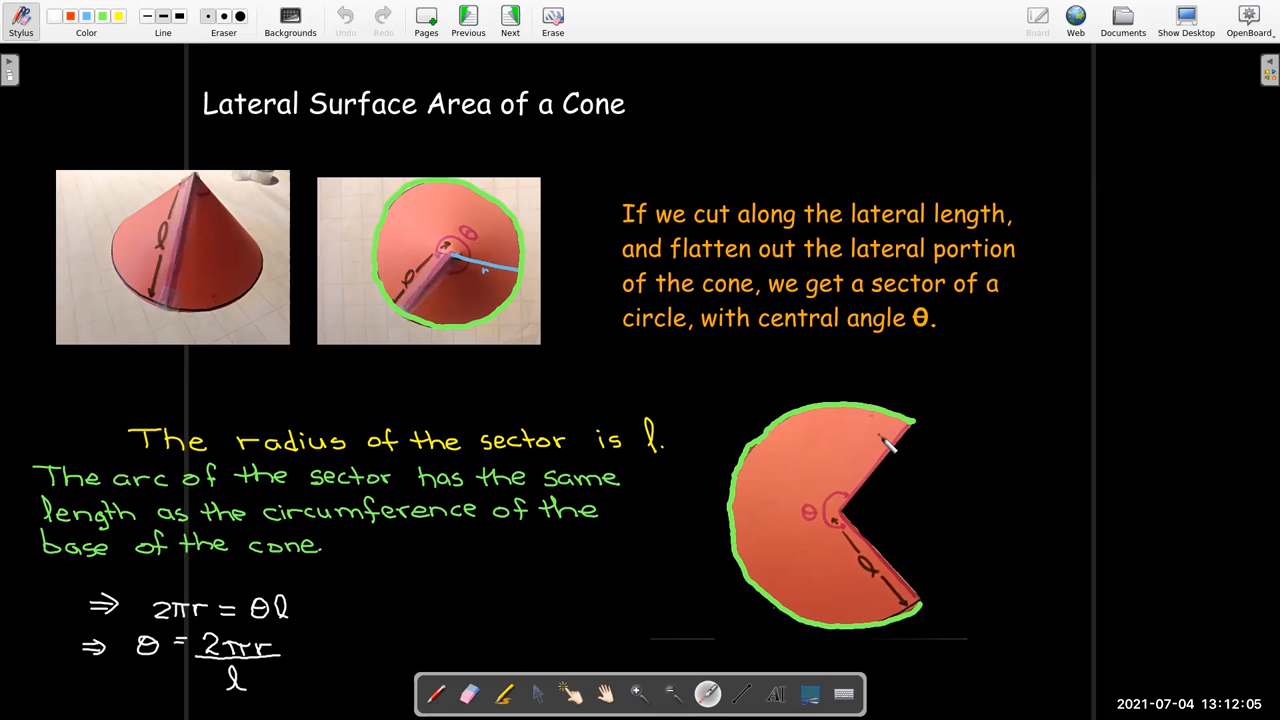 Stylus
Color
Line
Eraser
Backgrounds
Undo
Redo
Pages
Previous
Next
Erase
Board
Web
Documents
Show Desktop
OpenBoard
Lateral Surface Area of a Cone
l
θ
l
r
If we cut along the lateral length,
and flatten out the lateral portion
of the cone, we get a sector of a
circle, with central angle θ.
The radius of the sector is l.
The arc of the sector has the same
length as the circumference of the
base of the cone.
⇒ 2πr = θl
⇒ θ = 2πr
l
θ
l
AI
2021-07-04 13:12:05